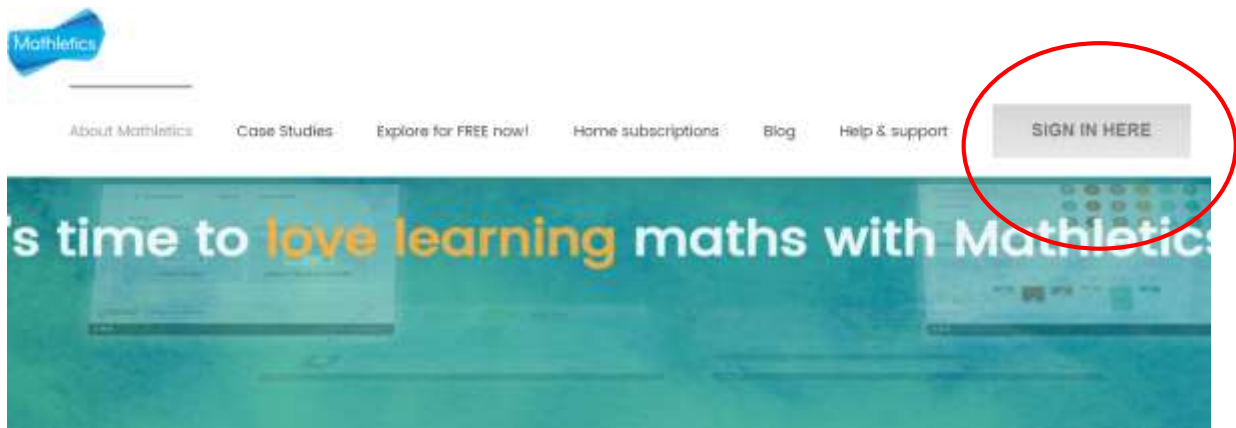 Mathletics
About Mathletics Case Studies Explore for FREE now! Home subscriptions Blog Help & support SIGN IN HERE
's time to love learning maths with Mathletics